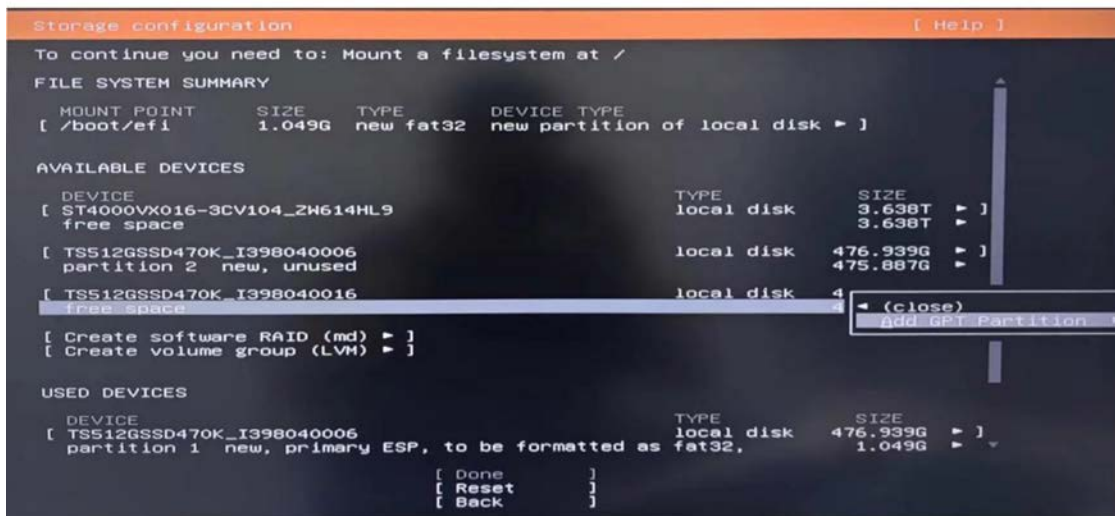 Storage configuration [ Help ]
To continue you need to: Mount a filesystem at /
FILE SYSTEM SUMMARY
MOUNT POINT SIZE TYPE DEVICE TYPE
[ /boot/efi 1.049G new fat32 new partition of local disk ► ]
AVAILABLE DEVICES
DEVICE TYPE SIZE
[ ST4000VX016-3CV104_ZW614HL9 local disk 3.638T ► ]
free space 3.638T ►
[ TS512GSSD470K_I398040006 local disk 476.939G ► ]
partition 2 new, unused 475.887G ►
[ TS512GSSD470K_I398040016 local disk 4
free space 4
◄ (close)
Add GPT Partition
[ Create software RAID (md) ► ]
[ Create volume group (LVM) ► ]
USED DEVICES
DEVICE TYPE SIZE
[ TS512GSSD470K_I398040006 local disk 476.939G ► ]
partition 1 new, primary ESP, to be formatted as fat32, 1.049G ►
[ Done ]
[ Reset ]
[ Back ]